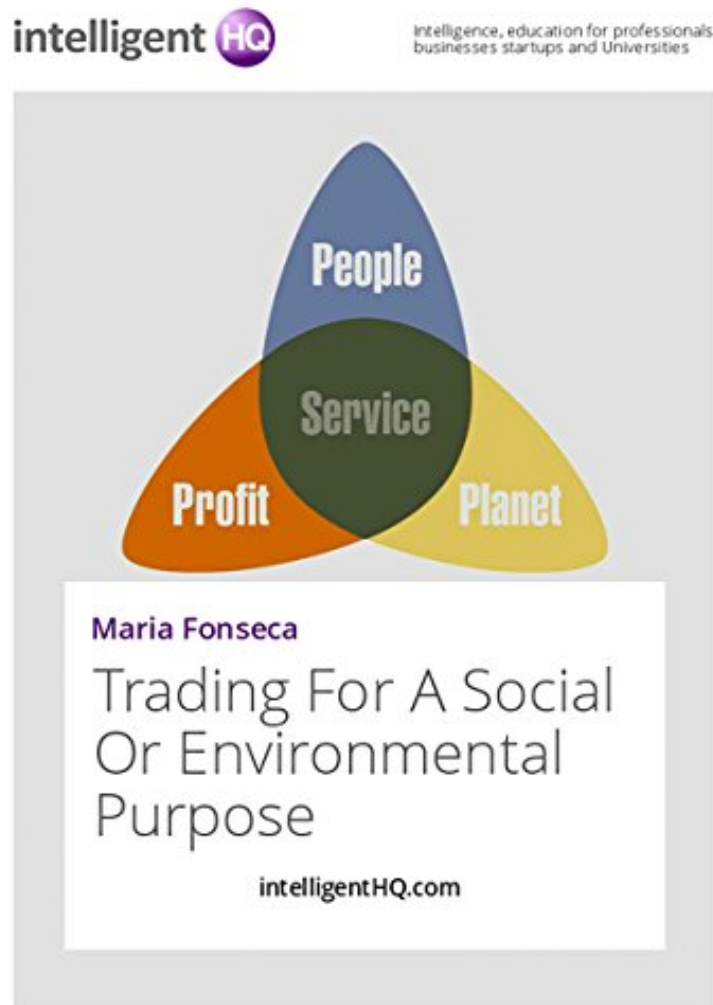 intelligent HQ
Intelligence, education for professionals
businesses startups and Universities
People
Service
Profit
Planet
Maria Fonseca
Trading For A Social
Or Environmental
Purpose
intelligentHQ.com